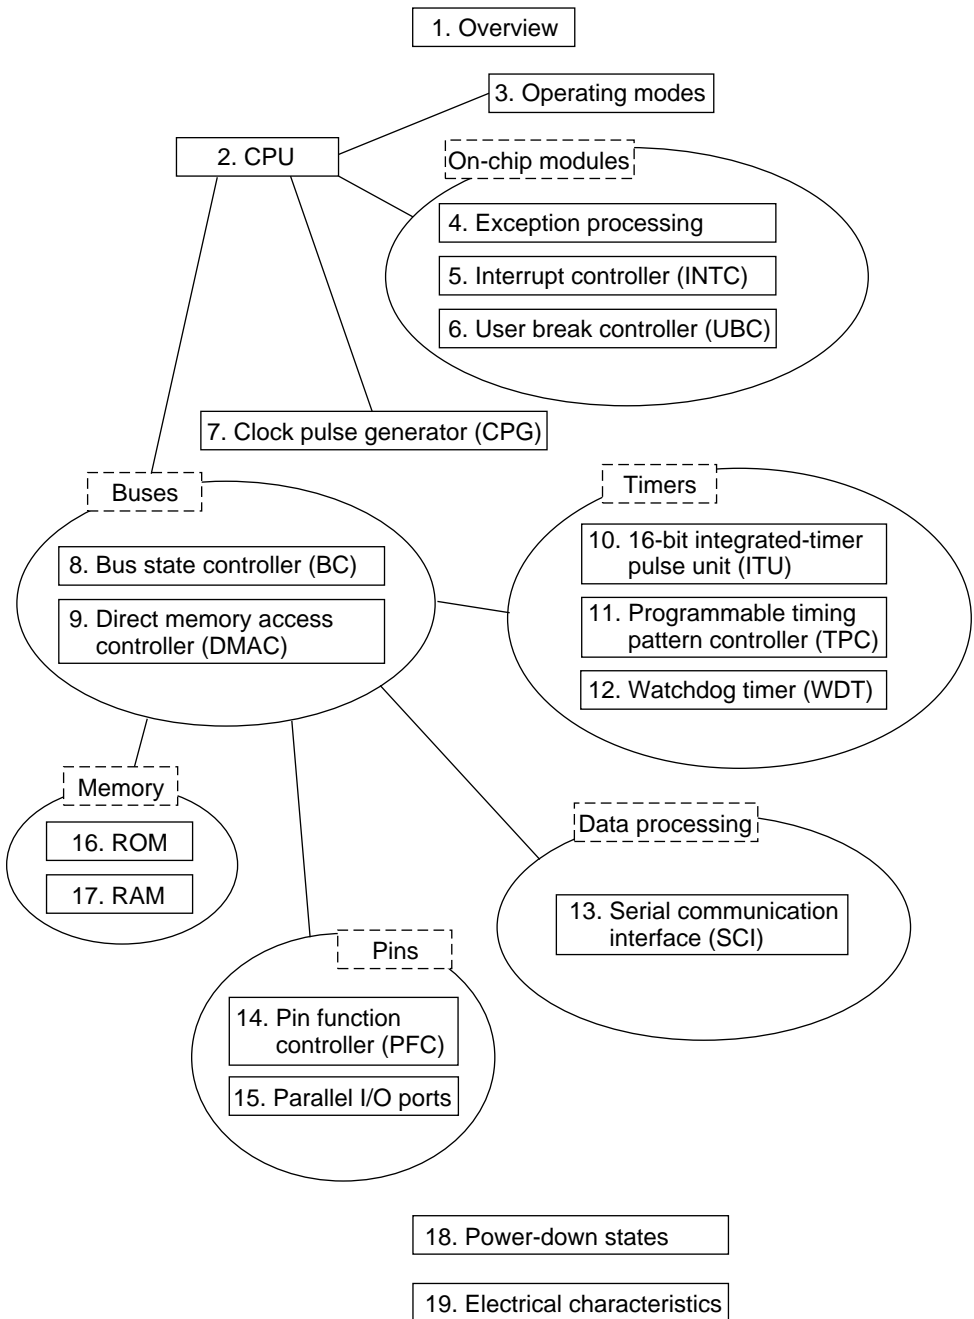 1. Overview
3. Operating modes
2. CPU
On-chip modules
4. Exception processing
5. Interrupt controller (INTC)
6. User break controller (UBC)
7. Clock pulse generator (CPG)
Buses
8. Bus state controller (BC)
9. Direct memory access
controller (DMAC)
Timers
10. 16-bit integrated-timer
pulse unit (ITU)
11. Programmable timing
pattern controller (TPC)
12. Watchdog timer (WDT)
Memory
16. ROM
17. RAM
Data processing
13. Serial communication
interface (SCI)
Pins
14. Pin function
controller (PFC)
15. Parallel I/O ports
18. Power-down states
19. Electrical characteristics